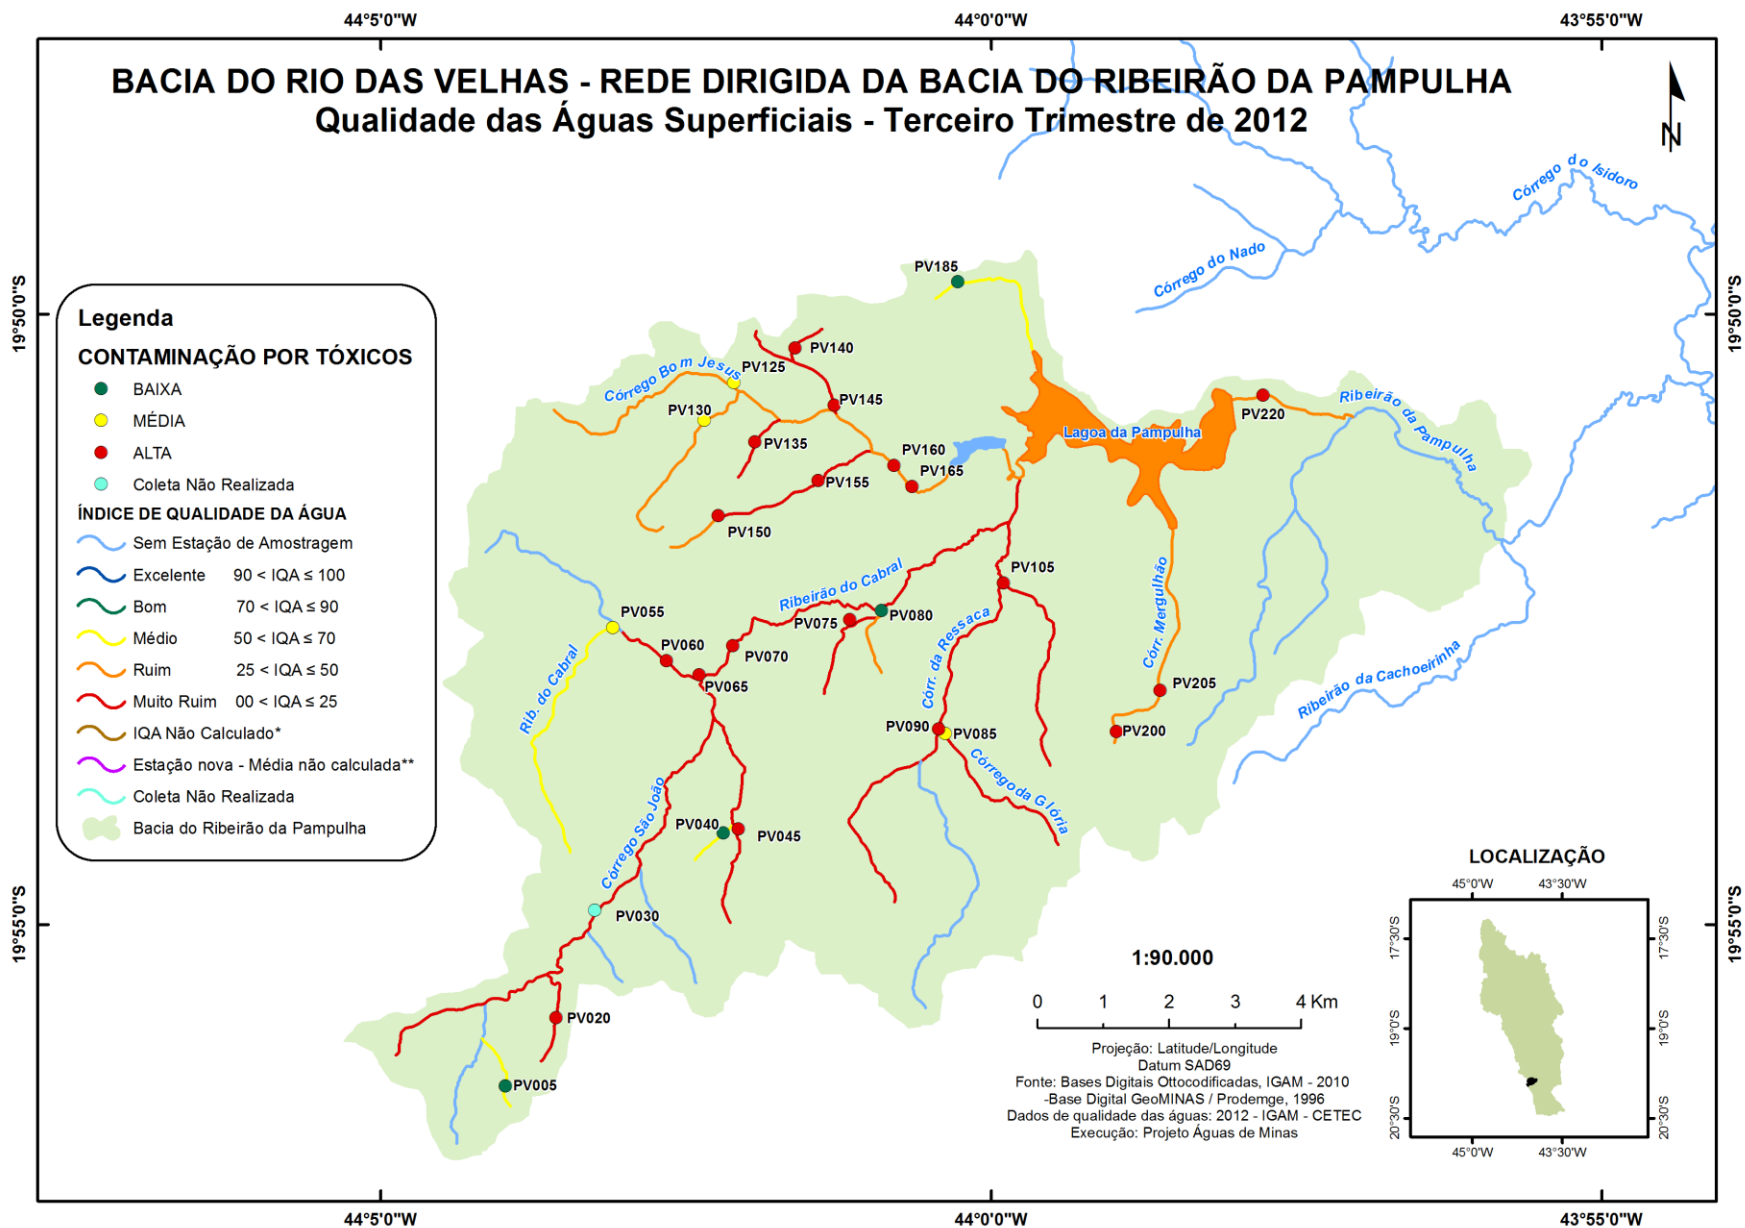 44°5'0"W 44°0'0"W 43°55'0"W
BACIA DO RIO DAS VELHAS - REDE DIRIGIDA DA BACIA DO RIBEIRÃO DA PAMPULHA
Qualidade das Águas Superficiais - Terceiro Trimestre de 2012
N
Córrego do Isidoro
Córrego do Nado
19°50'0"S
19°50'0"S
PV185
PV140
PV125
Córrego Bom Jesus
PV145
PV130
PV135
PV220
Ribeirão da Pampulha
Lagoa da Pampulha
PV160
PV165
PV155
PV150
Ribeirão do Cabral
PV105
PV055
PV075
PV080
PV060
PV070
PV065
Rib. do Cabral
Córr. da Ressaca
Córr. Mergulhão
PV205
Ribeirão da Cachoeirinha
PV090
PV085
PV200
Córrego da Glória
Córrego São João
PV040
PV045
PV030
PV020
PV005
19°55'0"S
19°55'0"S
Legenda
CONTAMINAÇÃO POR TÓXICOS
BAIXA
MÉDIA
ALTA
Coleta Não Realizada
ÍNDICE DE QUALIDADE DA ÁGUA
Sem Estação de Amostragem
Excelente 90 < IQA ≤ 100
Bom 70 < IQA ≤ 90
Médio 50 < IQA ≤ 70
Ruim 25 < IQA ≤ 50
Muito Ruim 00 < IQA ≤ 25
IQA Não Calculado*
Estação nova - Média não calculada**
Coleta Não Realizada
Bacia do Ribeirão da Pampulha
1:90.000
0 1 2 3 4 Km
Projeção: Latitude/Longitude
Datum SAD69
Fonte: Bases Digitais Ottocodificadas, IGAM - 2010
-Base Digital GeoMINAS / Prodemge, 1996
Dados de qualidade das águas: 2012 - IGAM - CETEC
Execução: Projeto Águas de Minas
LOCALIZAÇÃO
45°0'W 43°30'W
17°30'S
17°30'S
19°0'S
19°0'S
20°30'S
20°30'S
45°0'W 43°30'W
44°5'0"W 44°0'0"W 43°55'0"W